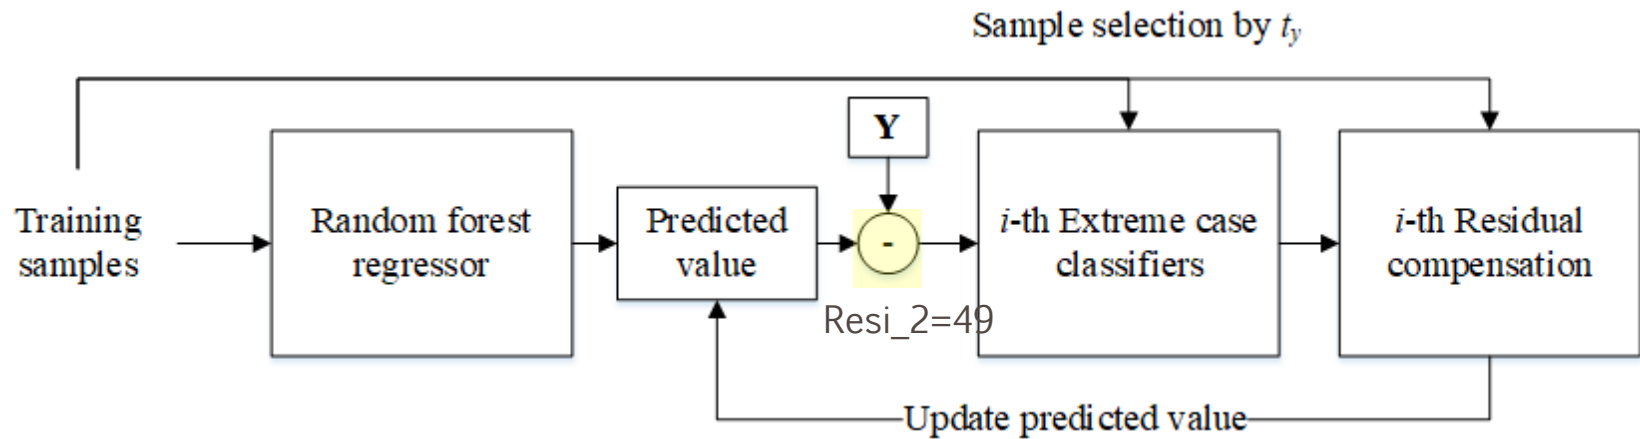 Sample selection by t_y
Y
Training
samples
Random forest
regressor
Predicted
value
-
i-th Extreme case
classifiers
i-th Residual
compensation
Resi_2=49
Update predicted value